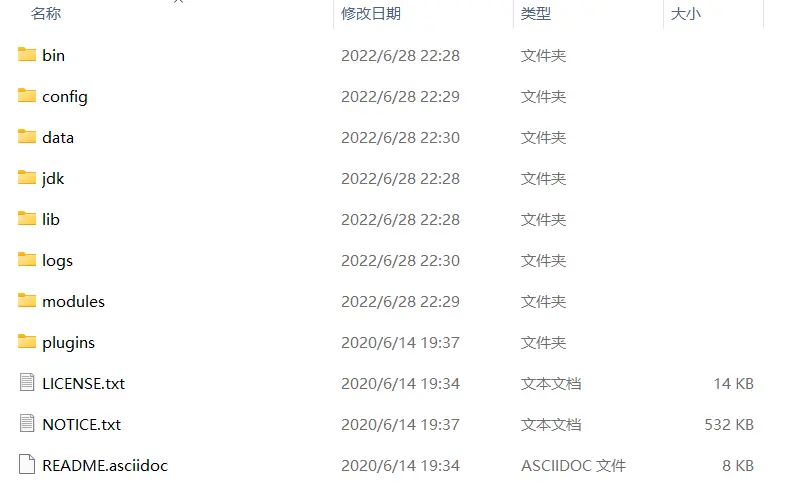 名称 修改日期 类型 大小
bin 2022/6/28 22:28 文件夹
config 2022/6/28 22:29 文件夹
data 2022/6/28 22:30 文件夹
jdk 2022/6/28 22:28 文件夹
lib 2022/6/28 22:28 文件夹
logs 2022/6/28 22:30 文件夹
modules 2022/6/28 22:29 文件夹
plugins 2020/6/14 19:37 文件夹
LICENSE.txt 2020/6/14 19:34 文本文档 14 KB
NOTICE.txt 2020/6/14 19:37 文本文档 532 KB
README.asciidoc 2020/6/14 19:34 ASCIIDOC 文件 8 KB